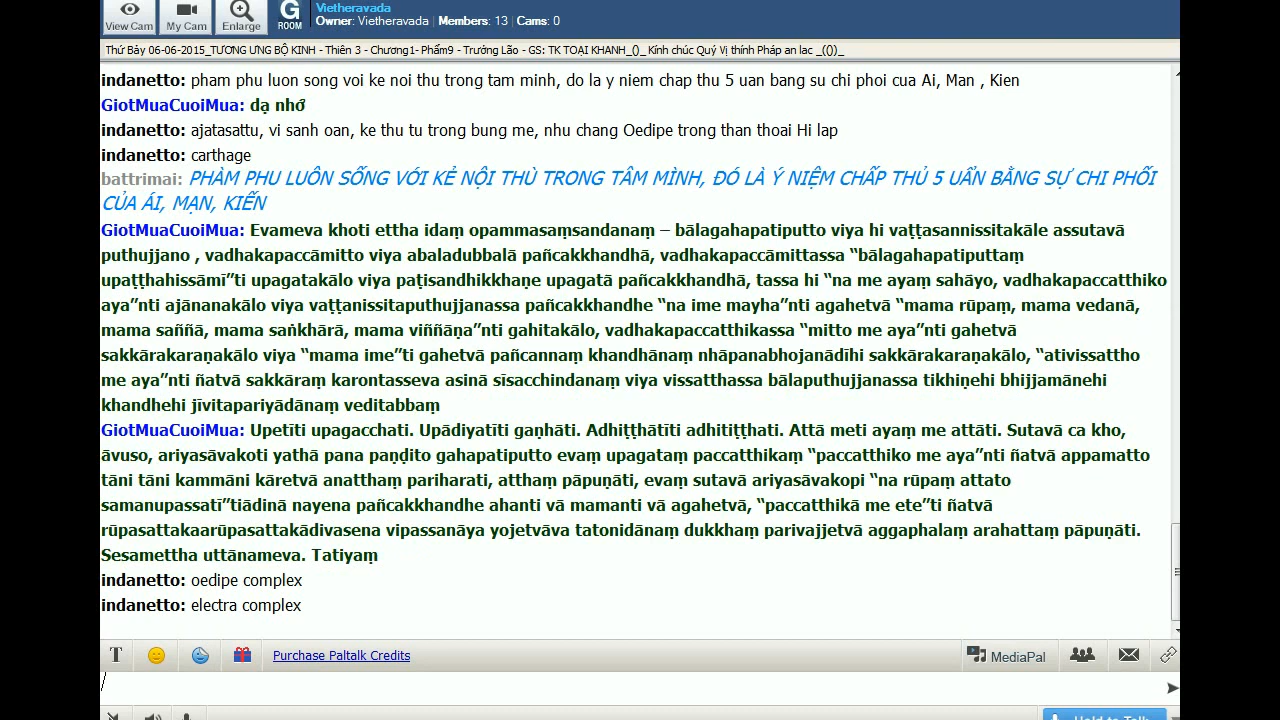 Vietheravada
View Cam My Cam Enlarge G ROOM Owner: Vietheravada | Members: 13 | Cams: 0
Thứ Bảy 06-06-2015_TƯƠNG ƯNG BỘ KINH - Thiên 3 - Chương1- Phẩm9 - Trưởng Lão - GS: TK TOẠI KHANH_()_ Kính chúc Quý Vị thính Pháp an lac _(())_
indanetto: pham phu luon song voi ke noi thu trong tam minh, do la y niem chap thu 5 uan bang su chi phoi cua Ai, Man , Kien
GiotMuaCuoiMua: dạ nhớ
indanetto: ajatasattu, vi sanh oan, ke thu tu trong bung me, nhu chang Oedipe trong than thoai Hi lap
indanetto: carthage
battrimai: PHÀM PHU LUÔN SỐNG VỚI KẺ NỘI THÙ TRONG TÂM MÌNH, ĐÓ LÀ Ý NIỆM CHẤP THỦ 5 UẨN BẰNG SỰ CHI PHỐI
CỦA ÁI, MẠN, KIẾN
GiotMuaCuoiMua: Evameva khoti ettha idaṃ opammasaṃsandanaṃ – bālagahapatiputto viya hi vaṭṭasannissitakāle assutavā
puthujjano , vadhakapaccāmitto viya abaladubbalā pañcakkhandhā, vadhakapaccāmittassa “bālagahapatiputtaṃ
upaṭṭhahissāmī”ti upagatakālo viya paṭisandhikkhaṇe upagatā pañcakkhandhā, tassa hi “na me ayaṃ sahāyo, vadhakapaccatthiko
aya”nti ajānanakālo viya vaṭṭanissitaputhujjanassa pañcakkhandhe “na ime mayha”nti agahetvā “mama rūpaṃ, mama vedanā,
mama saññā, mama saṅkhārā, mama viññāṇa”nti gahitakālo, vadhakapaccatthikassa “mitto me aya”nti gahetvā
sakkārakaraṇakālo viya “mama ime”ti gahetvā pañcannaṃ khandhānaṃ nhāpanabhojanādīhi sakkārakaraṇakālo, “ativissattho
me aya”nti ñatvā sakkāraṃ karontasseva asinā sīsacchindanaṃ viya vissatthassa bālaputhujjanassa tikhiṇehi bhijjamānehi
khandhehi jīvitapariyādānaṃ veditabbaṃ
GiotMuaCuoiMua: Upetīti upagacchati. Upādiyatīti gaṇhāti. Adhiṭṭhātīti adhitiṭṭhati. Attā meti ayaṃ me attāti. Sutavā ca kho,
āvuso, ariyasāvakoti yathā pana paṇḍito gahapatiputto evaṃ upagataṃ paccatthikaṃ “paccatthiko me aya”nti ñatvā appamatto
tāni tāni kammāni kāretvā anatthaṃ pariharati, atthaṃ pāpuṇāti, evaṃ sutavā ariyasāvakopi “na rūpaṃ attato
samanupassatī”tiādinā nayena pañcakkhandhe ahanti vā mamanti vā agahetvā, “paccatthikā me ete”ti ñatvā
rūpasattakaarūpasattakādivasena vipassanāya yojetvāva tatonidānaṃ dukkhaṃ parivajjetvā aggaphalaṃ arahattaṃ pāpuṇāti.
Sesamettha uttānameva. Tatiyaṃ
indanetto: oedipe complex
indanetto: electra complex
T Purchase Paltalk Credits MediaPal
Hold to Talk